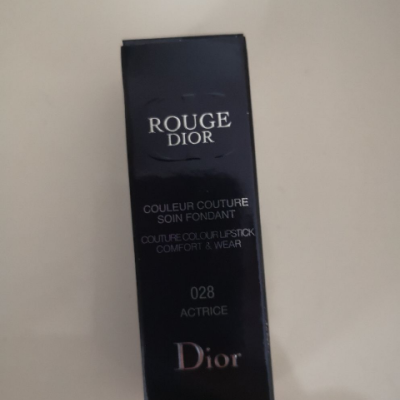 ROUGE
DIOR
COULEUR COUTURE
SOIN FONDANT
COUTURE COLOUR LIPSTICK
COMFORT & WEAR
028
ACTRICE
Dior